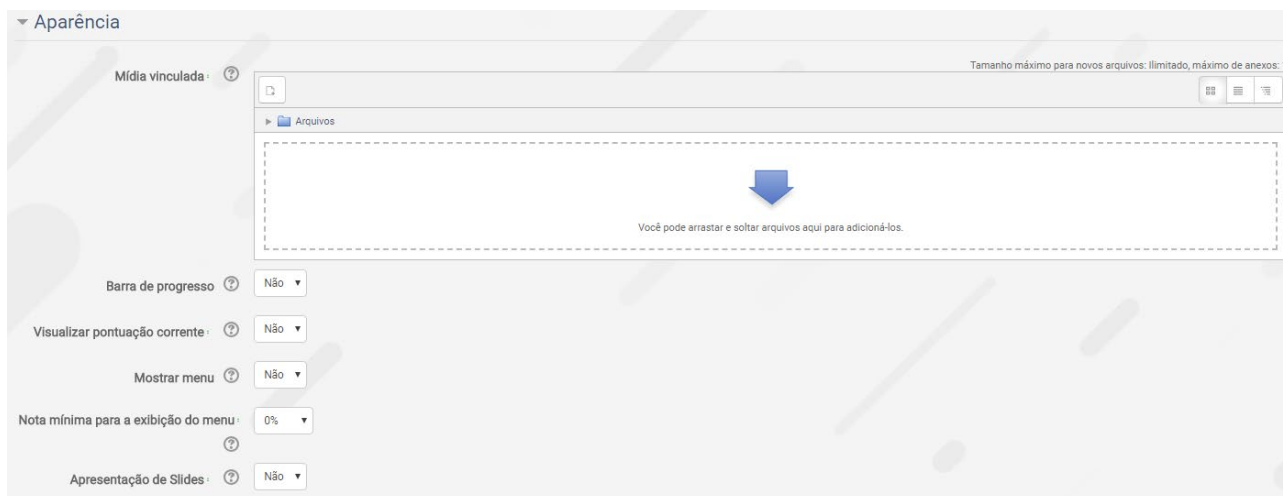 Aparência
Mídia vinculada
Tamanho máximo para novos arquivos: Ilimitado, máximo de anexos:
Arquivos
Você pode arrastar e soltar arquivos aqui para adicioná-los.
Barra de progresso
Não
Visualizar pontuação corrente
Não
Mostrar menu
Não
Nota mínima para a exibição do menu
0%
Apresentação de Slides
Não